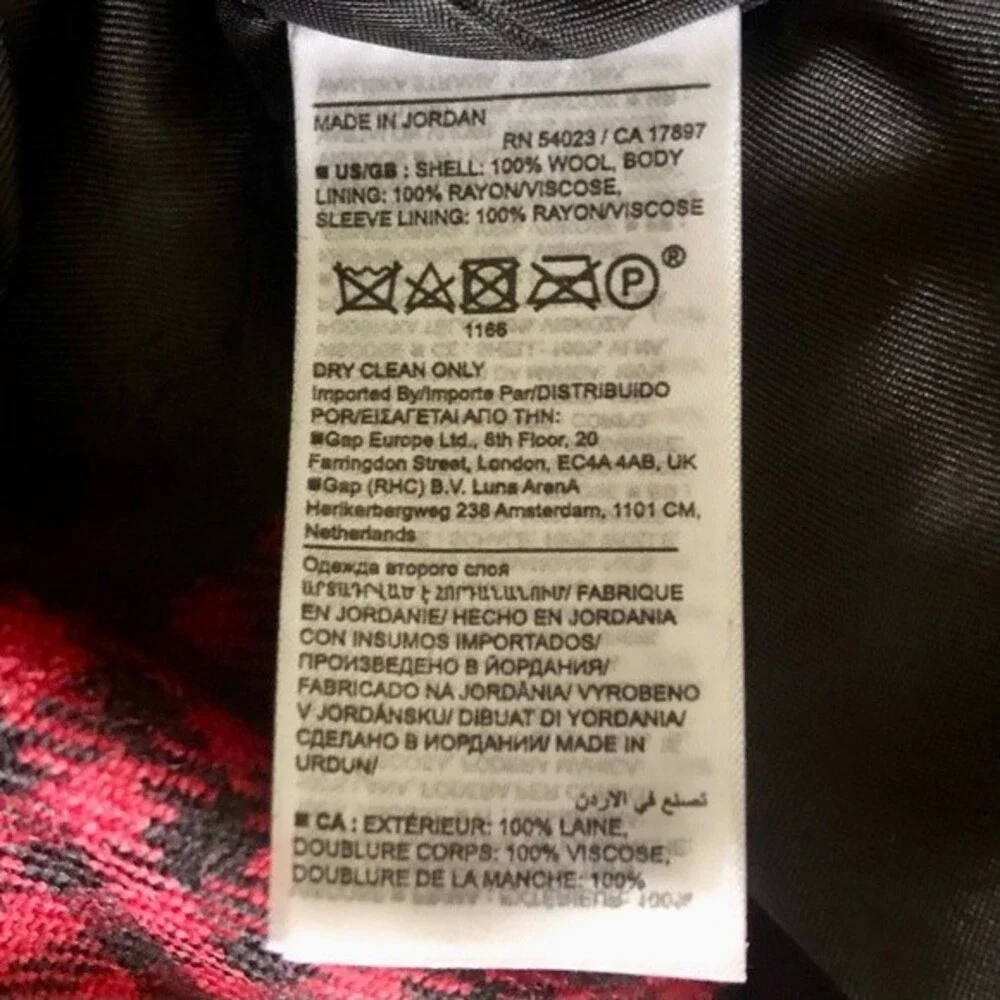 MADE IN JORDAN
RN 54023 / CA 17897
■ US/GB : SHELL: 100% WOOL, BODY
LINING: 100% RAYON/VISCOSE,
SLEEVE LINING: 100% RAYON/VISCOSE
P®
1166
DRY CLEAN ONLY
Imported By/Importe Par/DISTRIBUIDO
POR/ΕΙΣΑΓΕΤΑΙ ΑΠΟ ΤΗΝ:
■Gap Europe Ltd., 8th Floor, 20
Farringdon Street, London, EC4A 4AB, UK
■Gap (RHC) B.V. Luna ArenA
Herikerbergweg 238 Amsterdam, 1101 CM,
Netherlands
Одежда второго слоя
ԱՐՏԱԴՐՎԱԾ Է ՀՈՐԴԱՆԱՆՈՒՄ/ FABRIQUE
EN JORDANIE/ HECHO EN JORDANIA
CON INSUMOS IMPORTADOS/
ПРОИЗВЕДЕНО В ЙОРДАНИЯ/
FABRICADO NA JORDÂNIA/ VYROBENO
V JORDÁNSKU/ DIBUAT DI YORDANIA/
СДЕЛАНО В ИОРДАНИИ/ MADE IN
URDUN/
تصنع في الاردن
■ CA : EXTÉRIEUR: 100% LAINE,
DOUBLURE CORPS: 100% VISCOSE,
DOUBLURE DE LA MANCHE: 100%